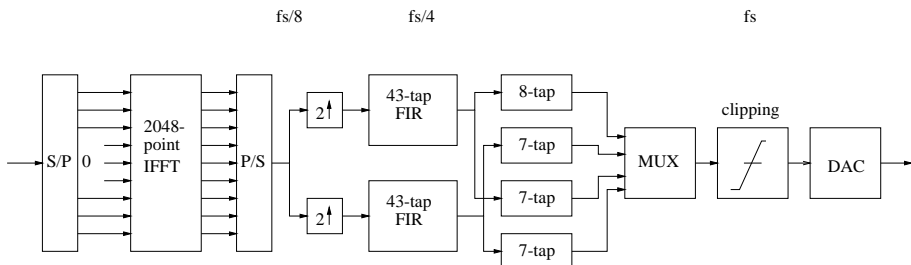 fs/8
fs/4
fs
S/P
0
2048-
point
IFFT
P/S
2
43-tap
FIR
2
43-tap
FIR
8-tap
7-tap
7-tap
7-tap
MUX
clipping
DAC